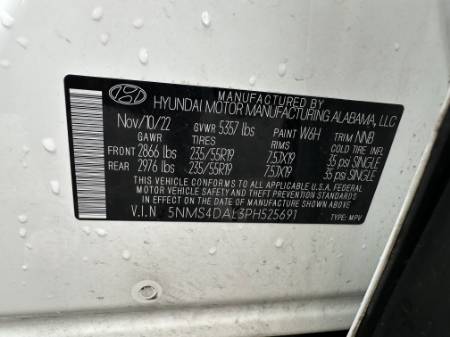 MANUFACTURED BY
HYUNDAI MOTOR MANUFACTURING ALABAMA, LLC
Nov/10/22 GVWR 5357 lbs PAINT W6H TRIM NNB
GAWR TIRES RIMS COLD TIRE INFL
FRONT 2866 lbs 235/55R19 7.5JX19 35 psi SINGLE
REAR 2976 lbs 235/55R19 7.5JX19 35 psi SINGLE
THIS VEHICLE CONFORMS TO ALL APPLICABLE U.S.A. FEDERAL
MOTOR VEHICLE SAFETY AND THEFT PREVENTION STANDARDS
IN EFFECT ON THE DATE OF MANUFACTURE SHOWN ABOVE.
V.I.N 5NMS4DAL3PH525691 TYPE: MPV